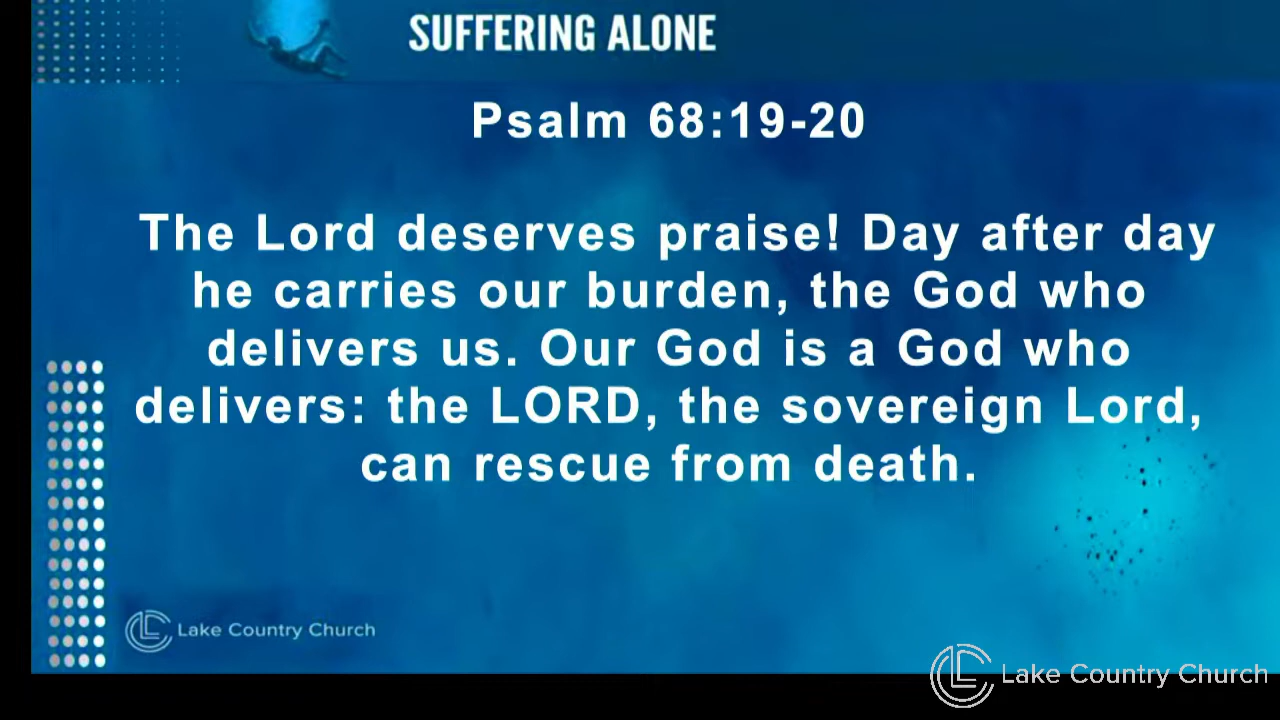 SUFFERING ALONE
Psalm 68:19-20
The Lord deserves praise! Day after day
he carries our burden, the God who
delivers us. Our God is a God who
delivers: the LORD, the sovereign Lord,
can rescue from death.
LC Lake Country Church
LC Lake Country Church